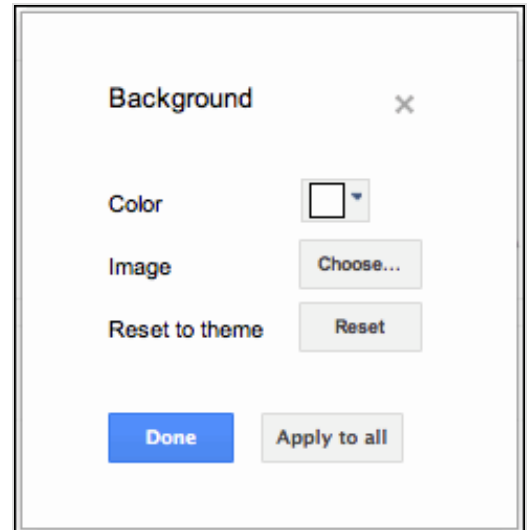 Background
Color
Image Choose...
Reset to theme Reset
Done Apply to all